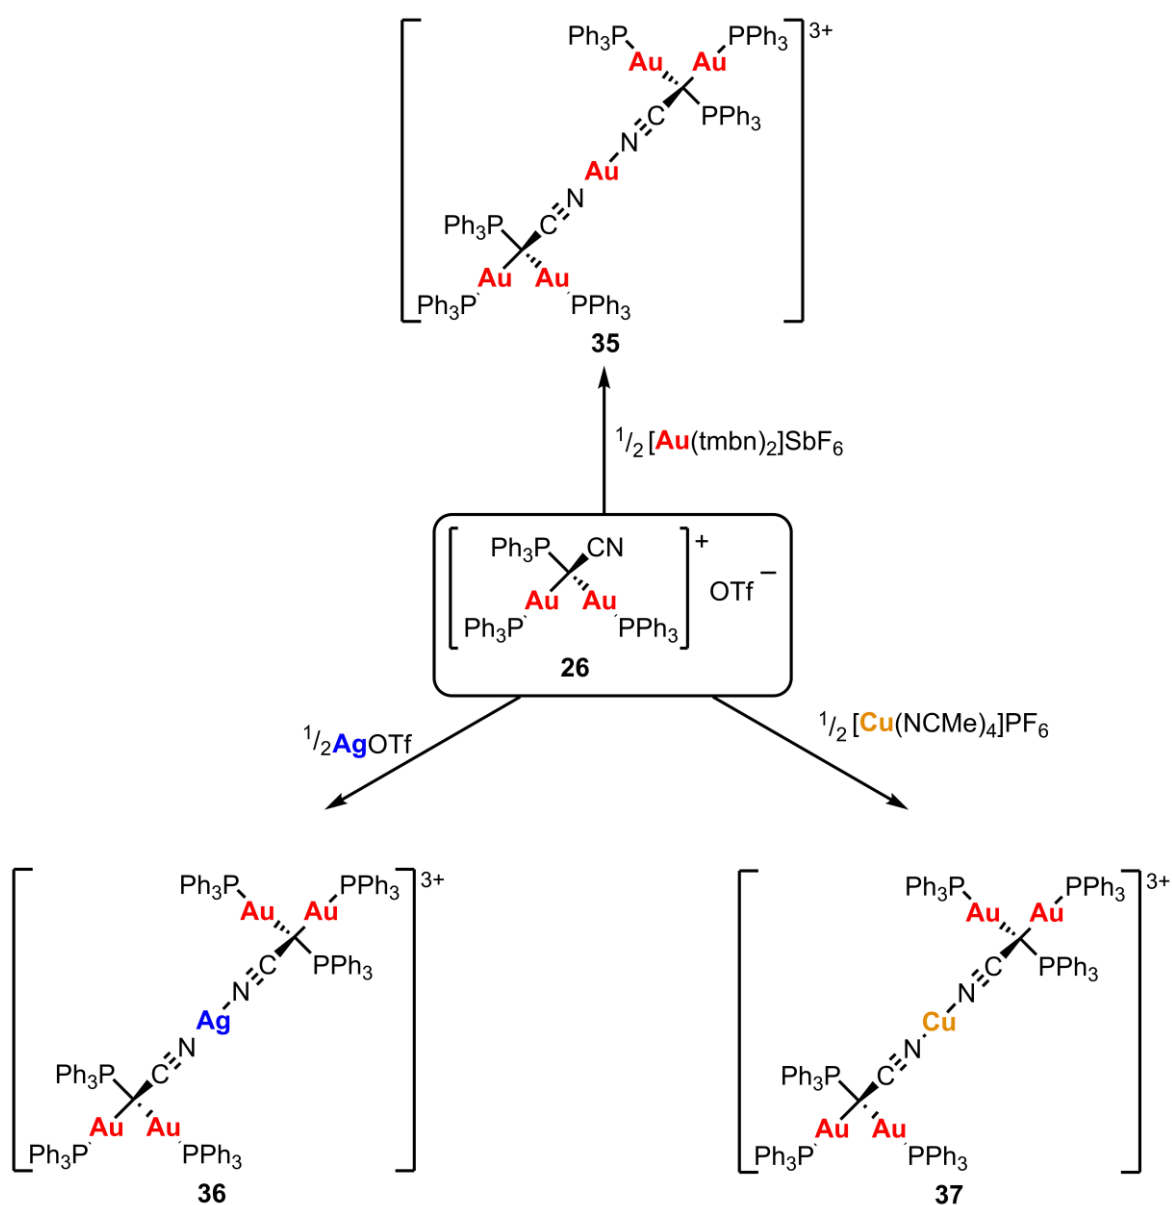 Ph3P PPh3 3+
Au Au
C PPh3
N
Au
N
Ph3P C
Au Au
Ph3P PPh3
35
1/2 [Au(tmbn)2]SbF6
Ph3P CN +
Au Au OTf −
Ph3P PPh3
26
1/2 AgOTf
1/2 [Cu(NCMe)4]PF6
Ph3P PPh3 3+
Au Au
C PPh3
N
Ag
N
Ph3P C
Au Au
Ph3P PPh3
36
Ph3P PPh3 3+
Au Au
C PPh3
N
Cu
N
Ph3P C
Au Au
Ph3P PPh3
37